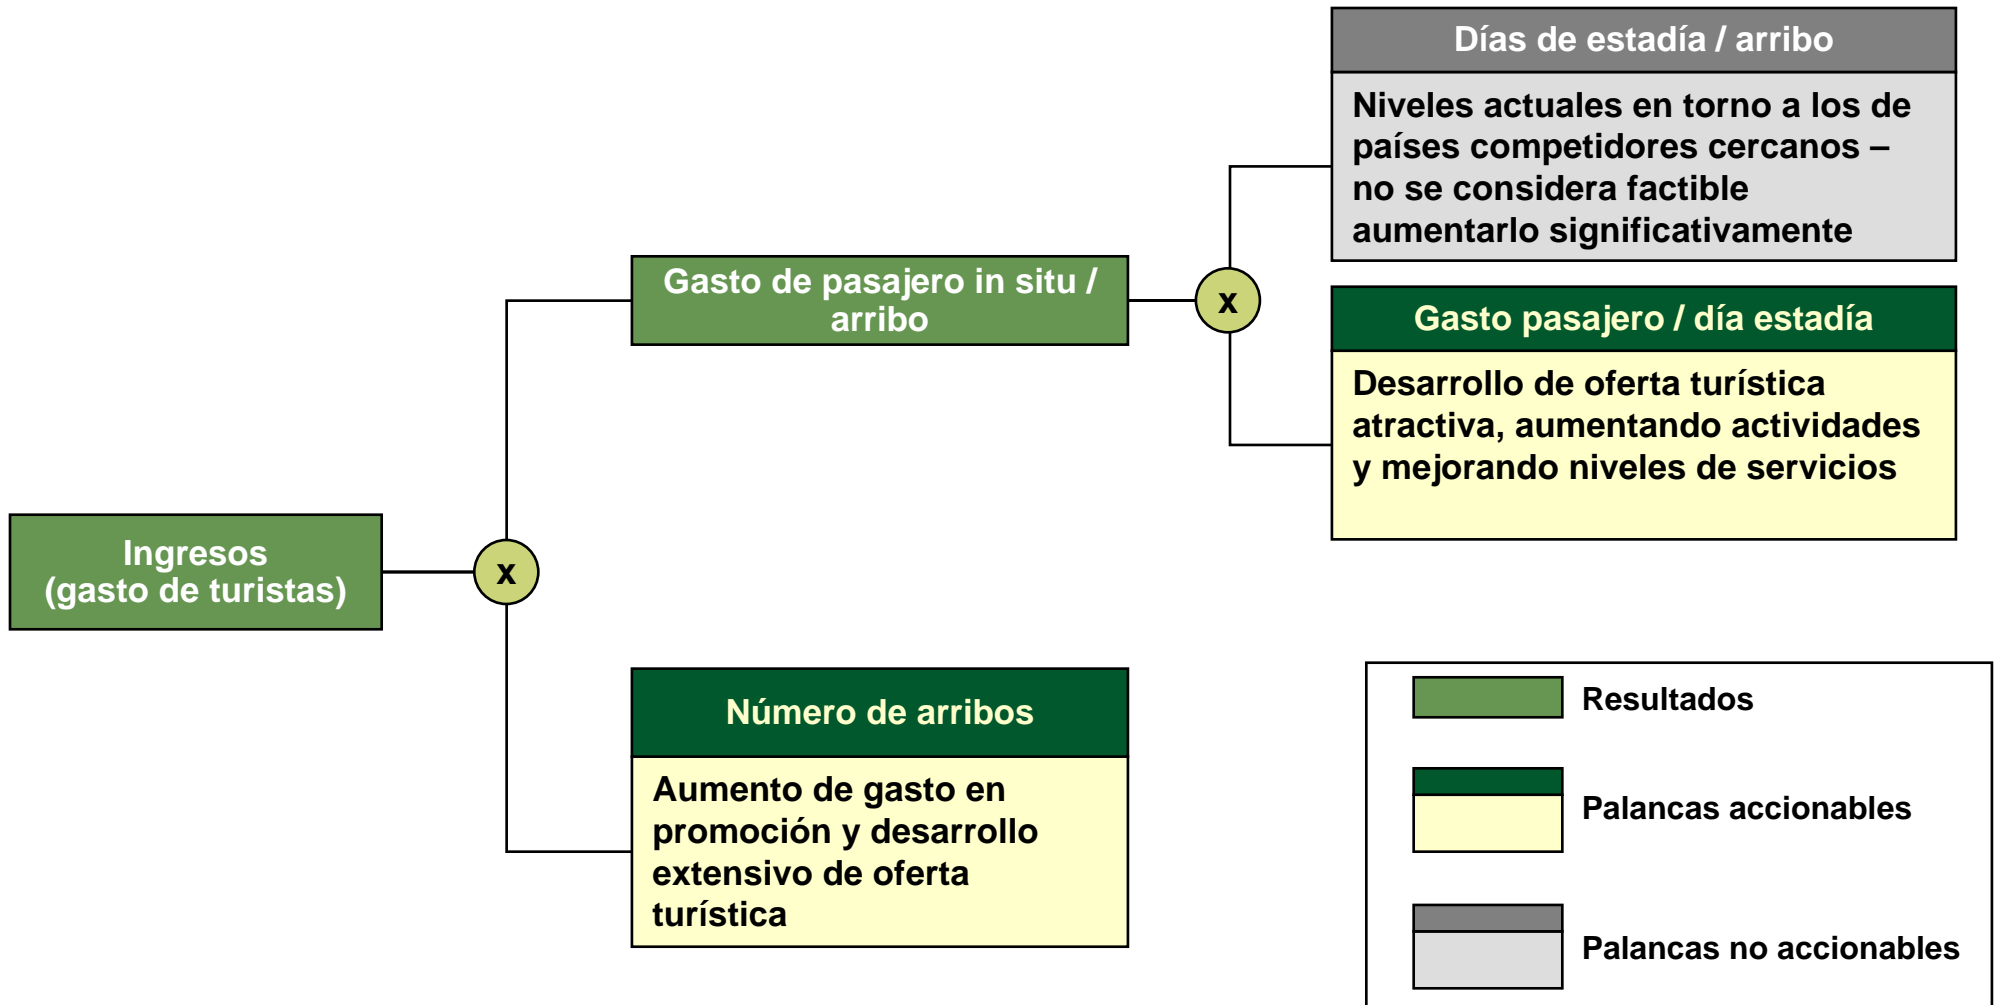 Días de estadía / arribo
Niveles actuales en torno a los de
países competidores cercanos –
no se considera factible
aumentarlo significativamente
Gasto de pasajero in situ /
arribo
x
Gasto pasajero / día estadía
Desarrollo de oferta turística
atractiva, aumentando actividades
y mejorando niveles de servicios
Ingresos
(gasto de turistas)
x
Número de arribos
Aumento de gasto en
promoción y desarrollo
extensivo de oferta
turística
Resultados
Palancas accionables
Palancas no accionables